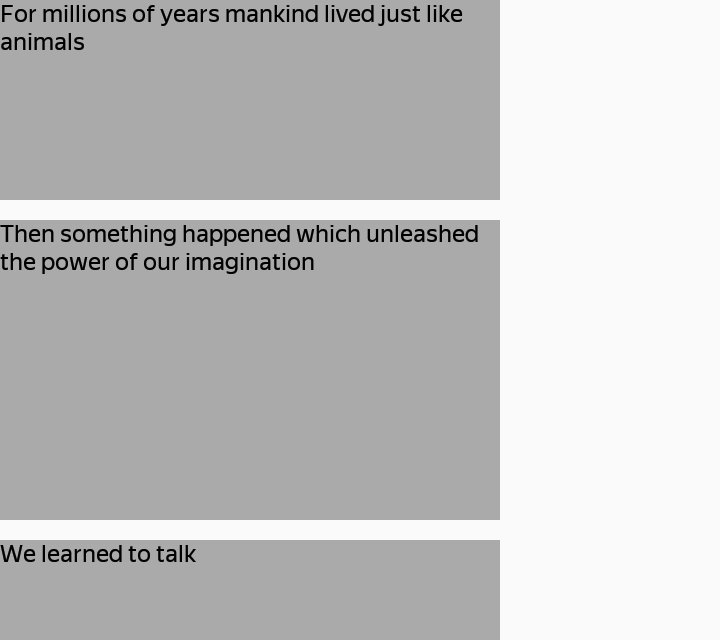 For millions of years mankind lived just like
animals
Then something happened which unleashed
the power of our imagination
We learned to talk